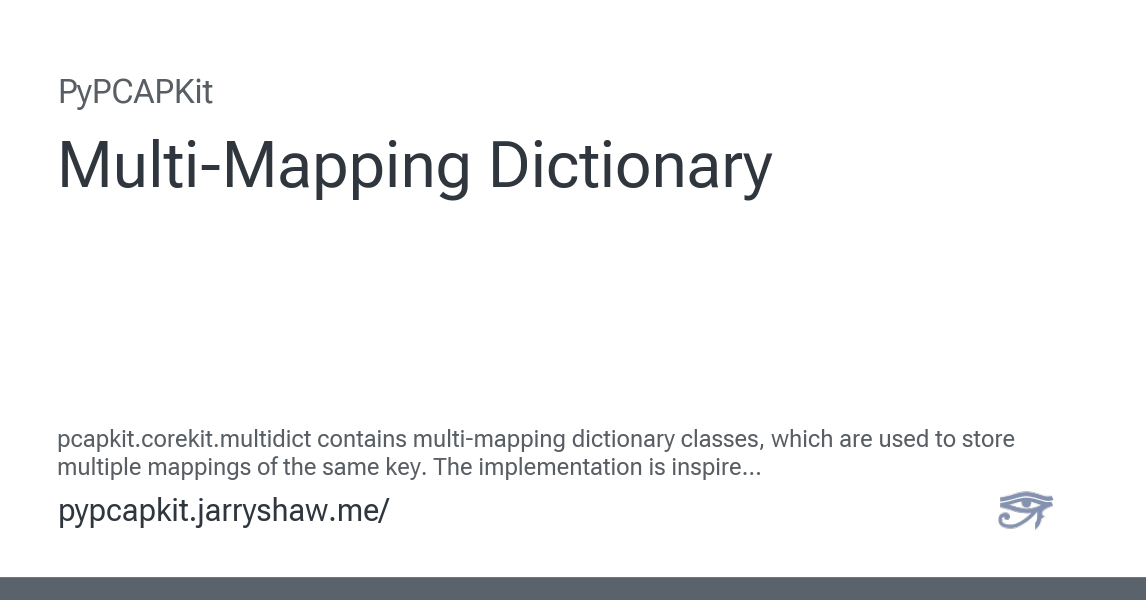 PyPCAPKit
Multi-Mapping Dictionary
pcapkit.corekit.multidict contains multi-mapping dictionary classes, which are used to store
multiple mappings of the same key. The implementation is inspire...
pypcapkit.jarryshaw.me/